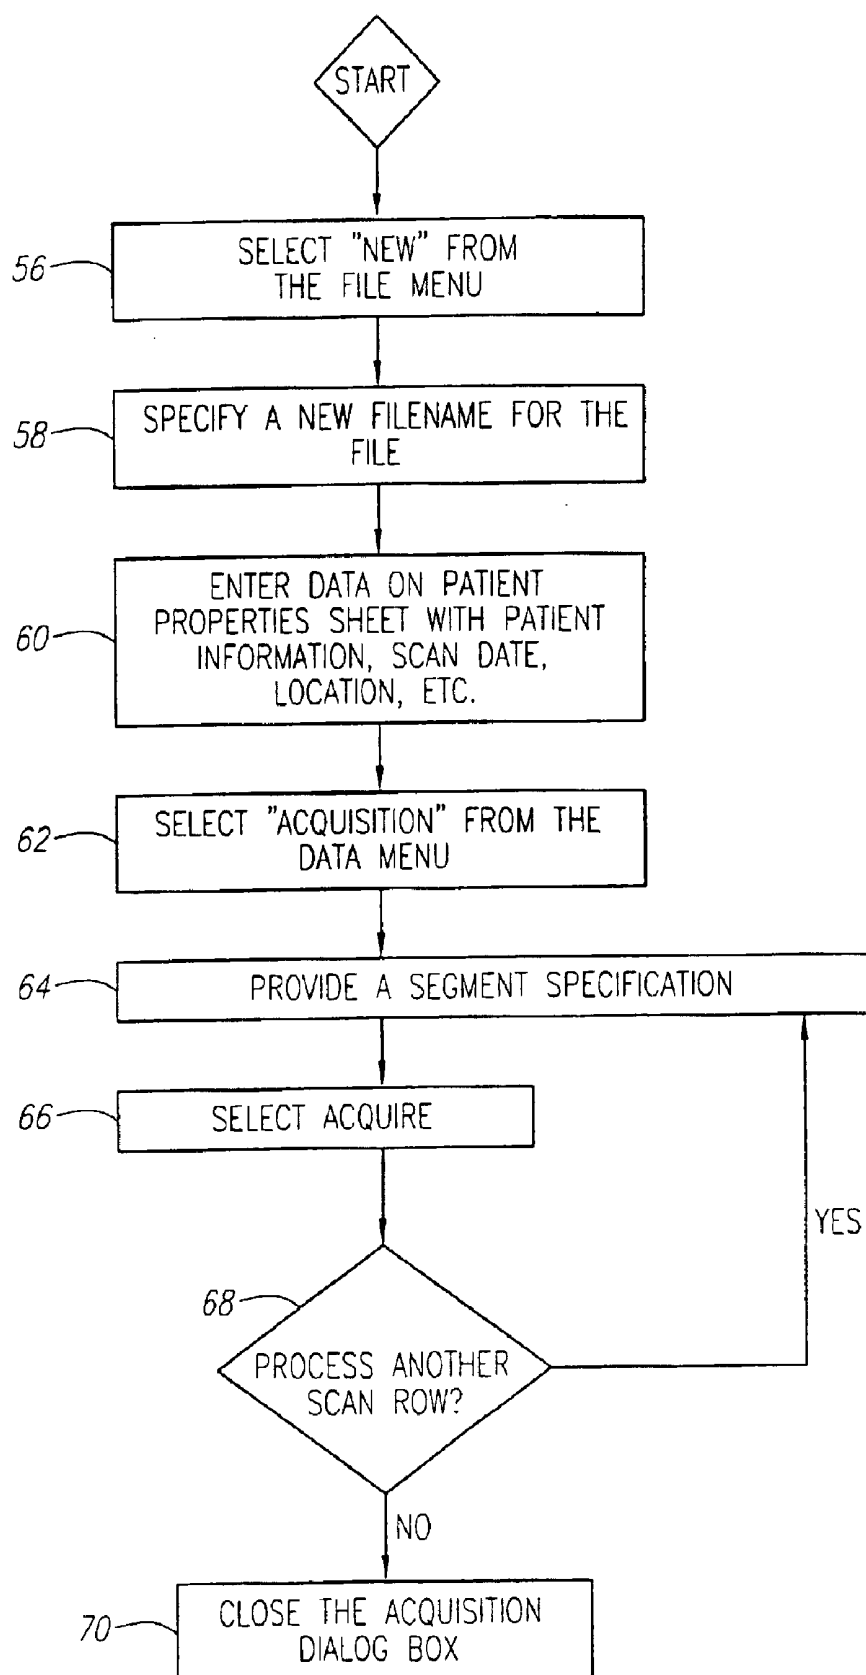 START
56
SELECT "NEW" FROM
THE FILE MENU
58
SPECIFY A NEW FILENAME FOR THE
FILE
60
ENTER DATA ON PATIENT
PROPERTIES SHEET WITH PATIENT
INFORMATION, SCAN DATE,
LOCATION, ETC.
62
SELECT "ACQUISITION" FROM THE
DATA MENU
64
PROVIDE A SEGMENT SPECIFICATION
66
SELECT ACQUIRE
YES
68
PROCESS ANOTHER
SCAN ROW?
NO
70
CLOSE THE ACQUISITION
DIALOG BOX